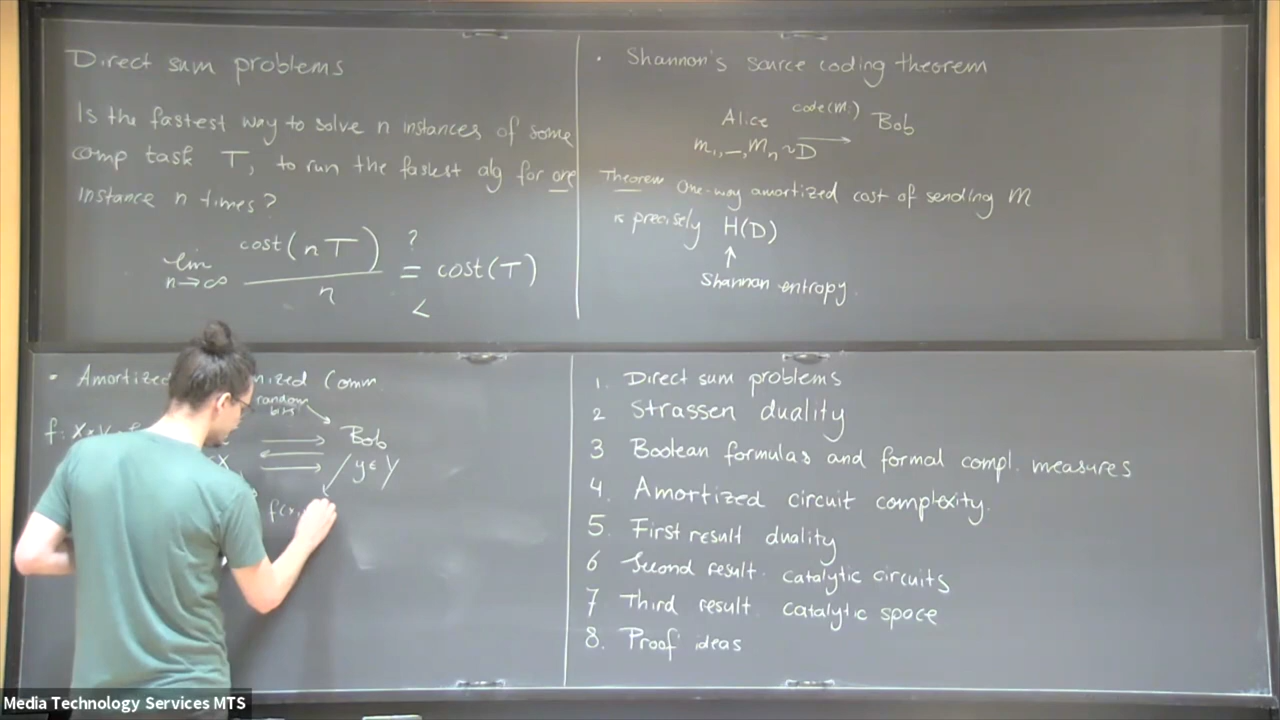 Direct sum problems
Is the fastest way to solve n instances of some
comp task T, to run the fastest alg for one
instance n times?
lim n→∞ cost(nT) / n ?= cost(T)
<
· Shannon's source coding theorem
Alice code(M.) Bob
m1,—,Mn ~ D
Theorem One-way amortized cost of sending M
is precisely H(D)
↑
Shannon entropy.
· Amortized Comm.
random
bits
f: X×Y Bob
x y ∈ Y
f(x,
1. Direct sum problems
2 Strassen duality
3 Boolean formulas and formal compl. measures
4. Amortized circuit complexity.
5. First result duality
6 Second result. catalytic circuits
7 Third result. catalytic space
8. Proof ideas
Media Technology Services MTS